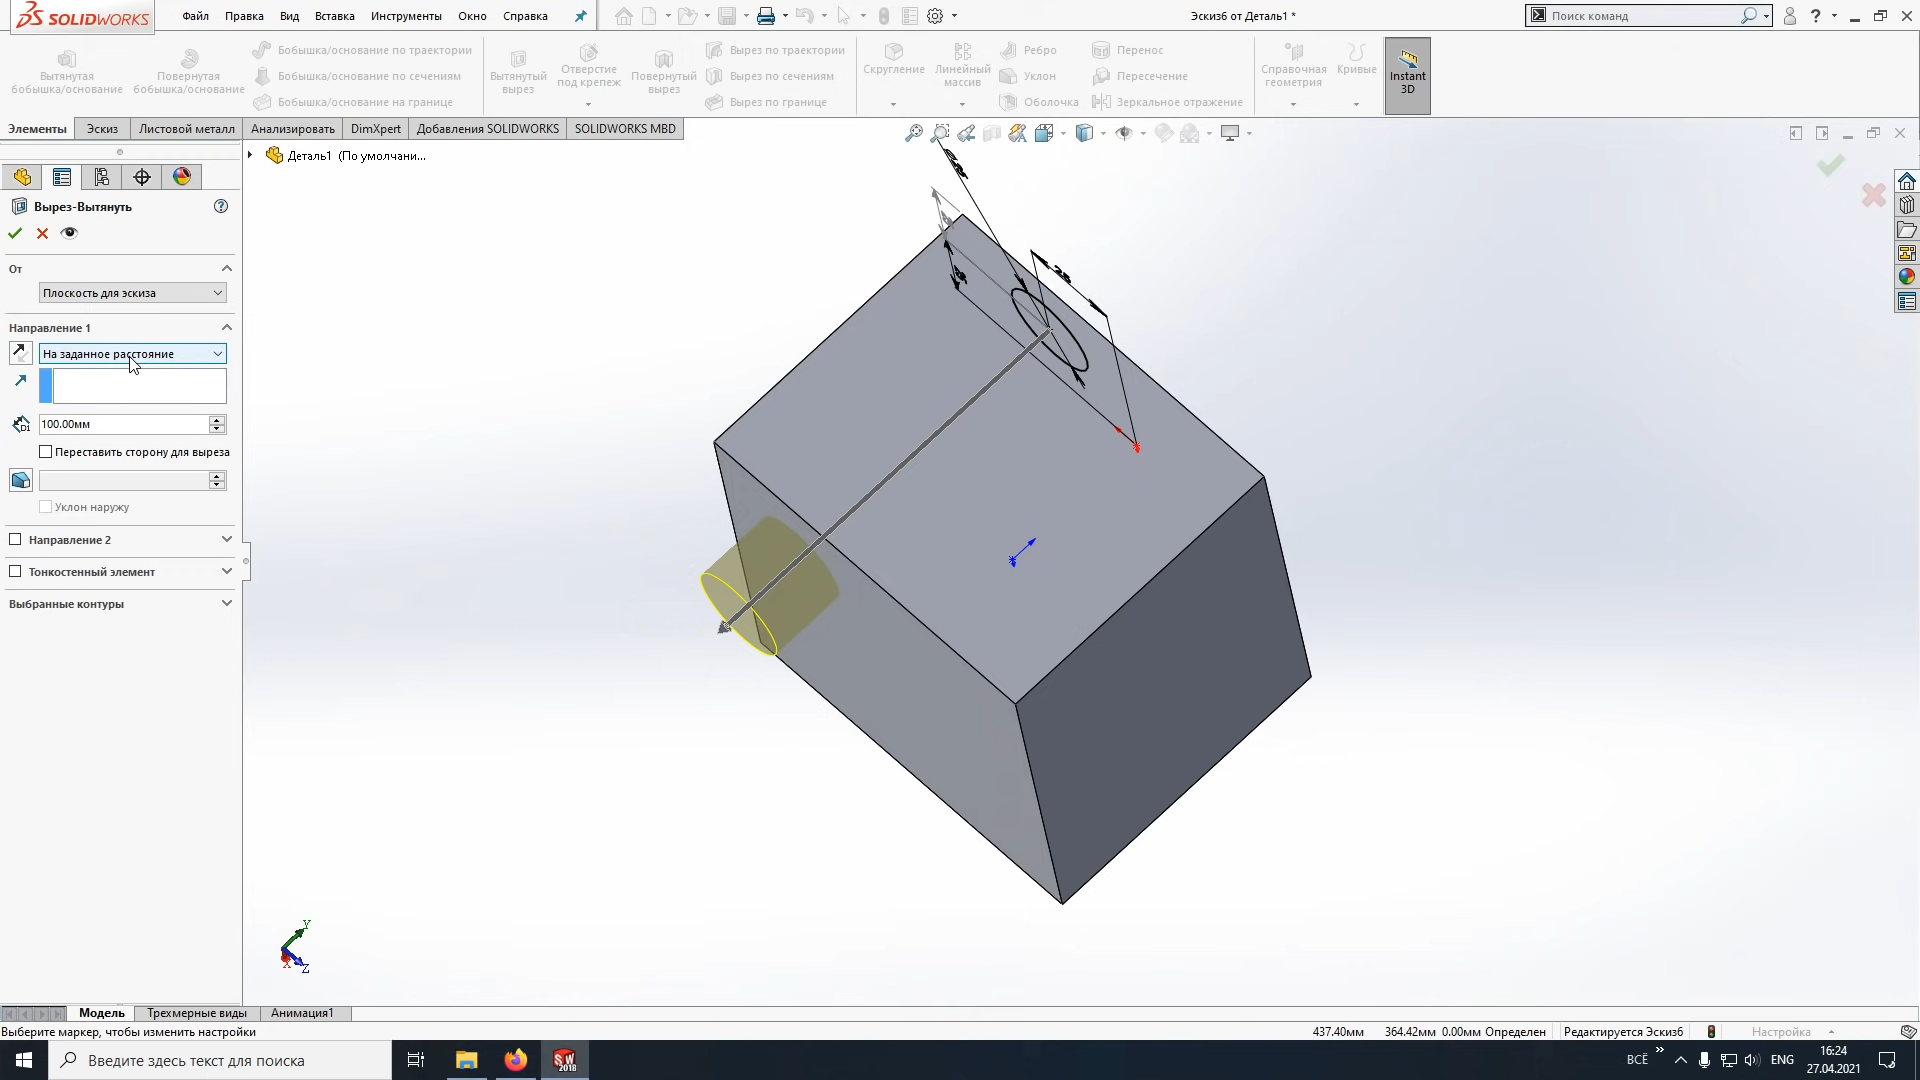 SOLIDWORKS
Файл
Правка
Вид
Вставка
Инструменты
Окно
Справка
Эскиз6 от Деталь1 *
Поиск команд
Вытянутая бобышка/основание
Повернутая бобышка/основание
Бобышка/основание по траектории
Бобышка/основание по сечениям
Бобышка/основание на границе
Вытянутый вырез
Отверстие под крепеж
Повернутый вырез
Вырез по траектории
Вырез по сечениям
Вырез по границе
Скругление
Линейный массив
Ребро
Уклон
Оболочка
Перенос
Пересечение
Зеркальное отражение
Справочная геометрия
Кривые
Instant 3D
Элементы
Эскиз
Листовой металл
Анализировать
DimXpert
Добавления SOLIDWORKS
SOLIDWORKS MBD
Деталь1 (По умолчани...
Вырез-Вытянуть
От
Плоскость для эскиза
Направление 1
На заданное расстояние
D1
100.00мм
Переставить сторону для выреза
Уклон наружу
Направление 2
Тонкостенный элемент
Выбранные контуры
25
Y
X
Z
Модель
Трехмерные виды
Анимация1
Выберите маркер, чтобы изменить настройки
437.40мм
364.42мм
0.00мм
Определен
Редактируется Эскиз6
Настройка
Введите здесь текст для поиска
SW 2018
ВСЁ
ENG
16:24
27.04.2021